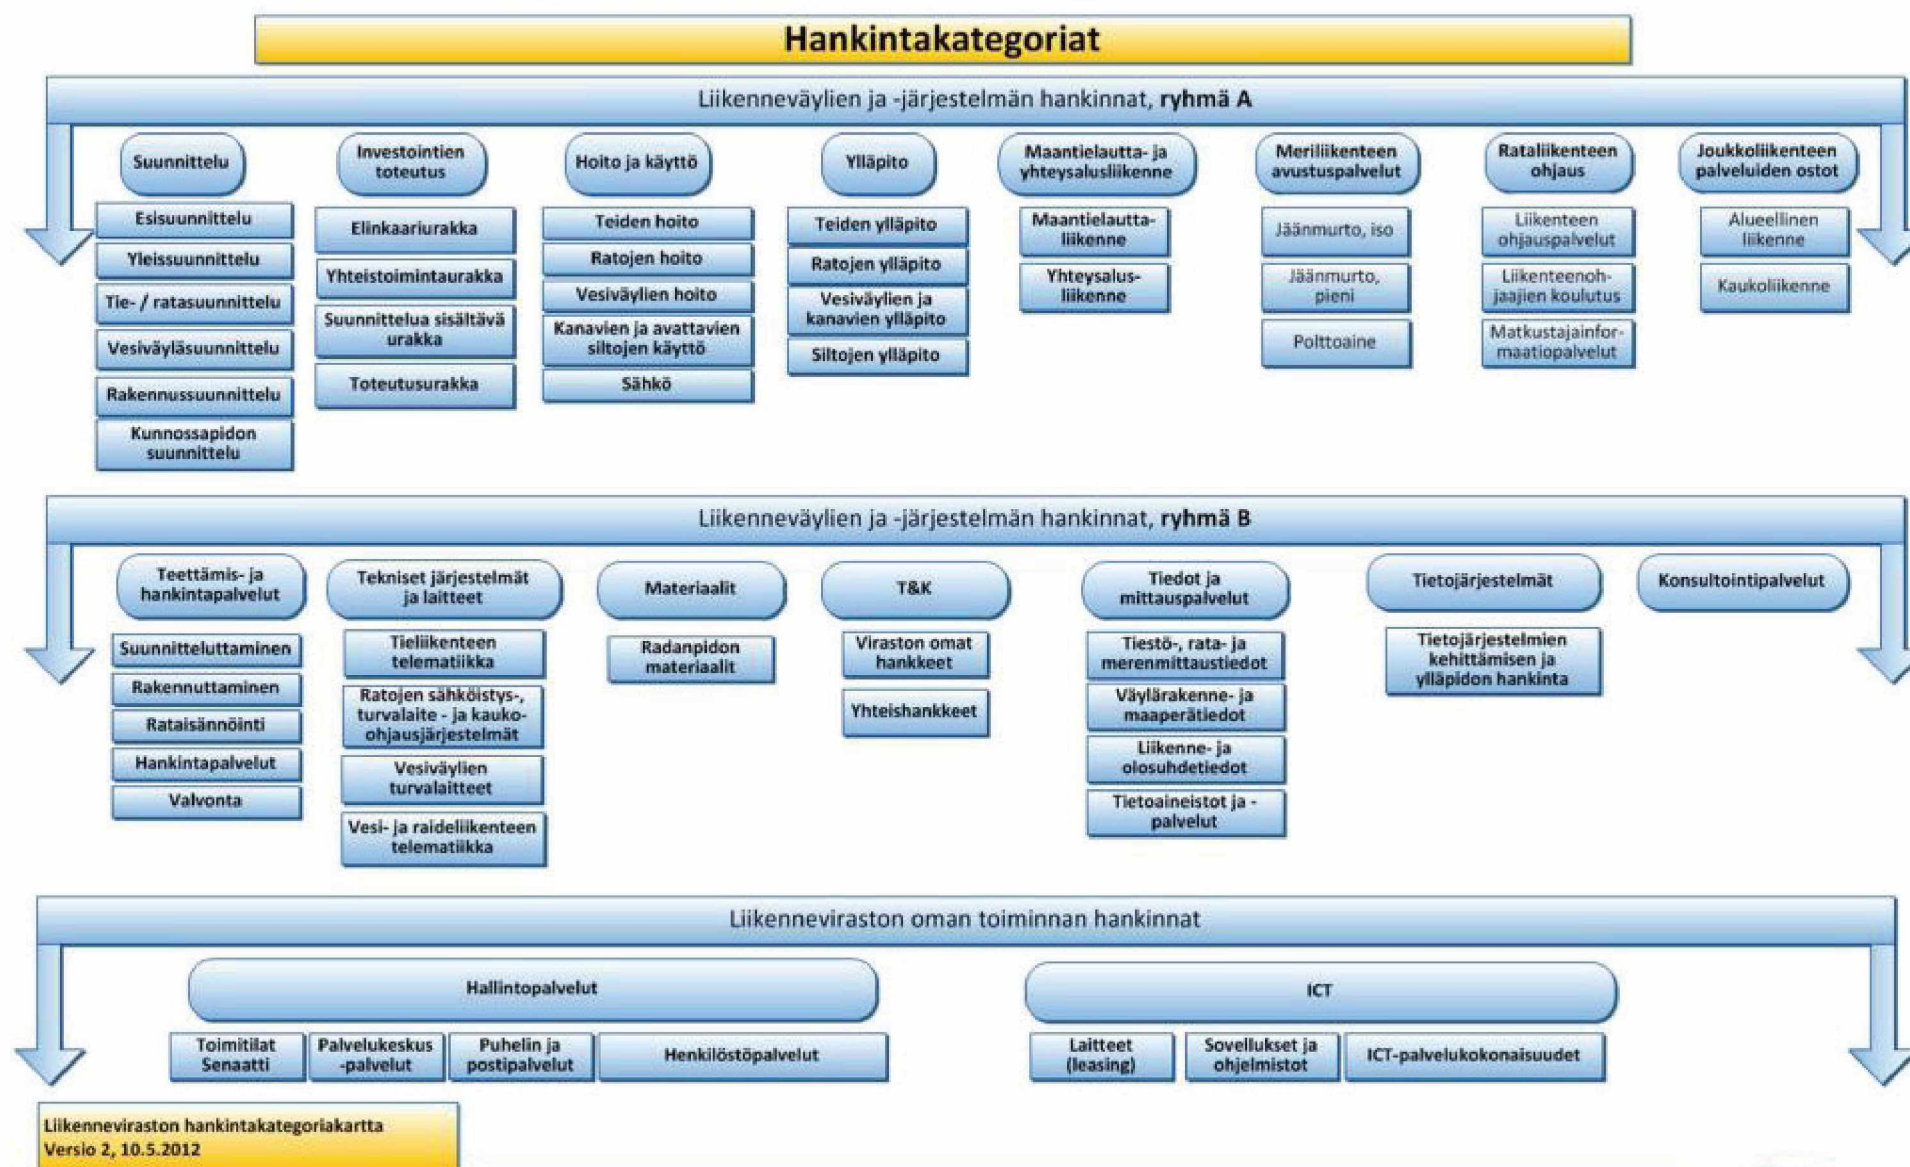 Hankintakategoriat
Liikenneväylien ja -järjestelmän hankinnat, ryhmä A
Suunnittelu
Esisuunnittelu
Yleissuunnittelu
Tie- / ratasuunnittelu
Vesiväyläsuunnittelu
Rakennussuunnittelu
Kunnossapidon
suunnittelu
Investointien
toteutus
Elinkaariurakka
Yhteistoimintaurakka
Suunnittelua sisältävä
urakka
Toteutusurakka
Hoito ja käyttö
Teiden hoito
Ratojen hoito
Vesiväylien hoito
Kanavien ja avattavien
siltojen käyttö
Sähkö
Ylläpito
Teiden ylläpito
Ratojen ylläpito
Vesiväylien ja
kanavien ylläpito
Siltojen ylläpito
Maantielautta- ja
yhteysalusliikenne
Maantielautta-
liikenne
Yhteysalus-
liikenne
Meriliikenteen
avustuspalvelut
Jäänmurto, iso
Jäänmurto,
pieni
Polttoaine
Rataliikenteen
ohjaus
Liikenteen
ohjauspalvelut
Liikenteenoh-
jaajien koulutus
Matkustajainfor-
maatiopalvelut
Joukkoliikenteen
palveluiden ostot
Alueellinen
liikenne
Kaukoliikenne
Liikenneväylien ja -järjestelmän hankinnat, ryhmä B
Teettämis- ja
hankintapalvelut
Suunnitteluttaminen
Rakennuttaminen
Rataisännöinti
Hankintapalvelut
Valvonta
Tekniset järjestelmät
ja laitteet
Tieliikenteen
telematiikka
Ratojen sähköistys-,
turvalaite - ja kauko-
ohjausjärjestelmät
Vesiväylien
turvalaitteet
Vesi- ja raideliikenteen
telematiikka
Materiaalit
Radanpidon
materiaalit
T&K
Viraston omat
hankkeet
Yhteishankkeet
Tiedot ja
mittauspalvelut
Tiestö-, rata- ja
merenmittaustiedot
Väylärakenne- ja
maaperätiedot
Liikenne- ja
olosuhdetiedot
Tietoaineistot ja -
palvelut
Tietojärjestelmät
Tietojärjestelmien
kehittämisen ja
ylläpidon hankinta
Konsultointipalvelut
Liikenneviraston oman toiminnan hankinnat
Hallintopalvelut
Toimitilat
Senaatti
Palvelukeskus
-palvelut
Puhelin ja
postipalvelut
Henkilöstöpalvelut
ICT
Laitteet
(leasing)
Sovellukset ja
ohjelmistot
ICT-palvelukokonaisuudet
Liikenneviraston hankintakategoriakartta
Versio 2, 10.5.2012